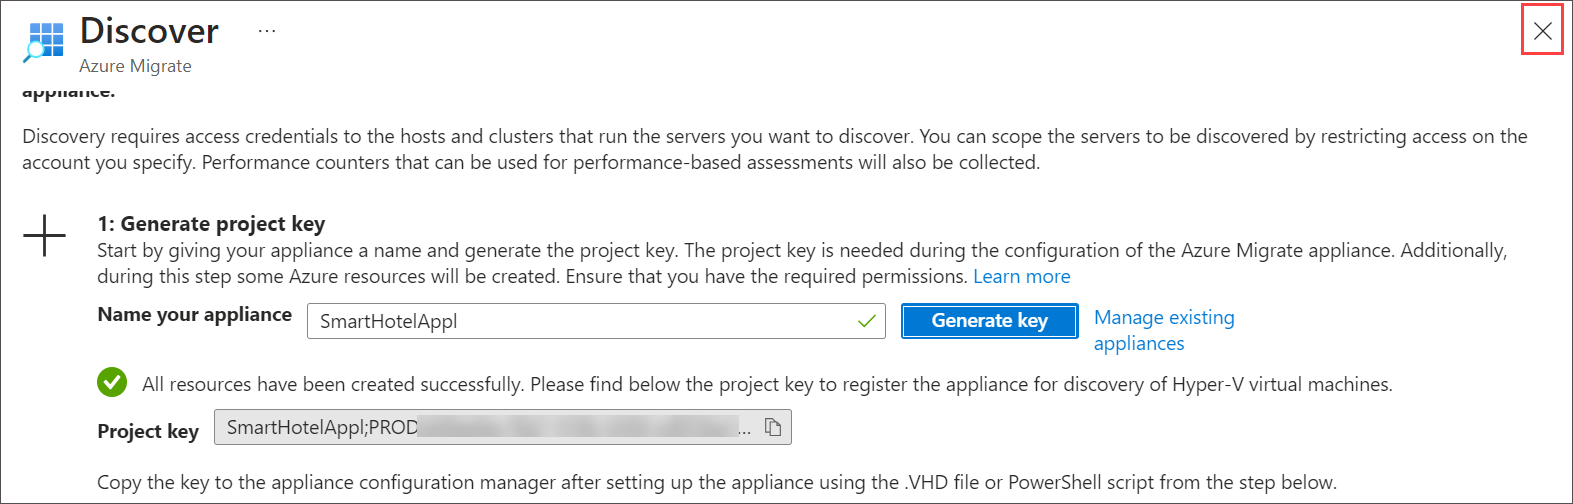 Discover
...
Azure Migrate
appliance.
Discovery requires access credentials to the hosts and clusters that run the servers you want to discover. You can scope the servers to be discovered by restricting access on the
account you specify. Performance counters that can be used for performance-based assessments will also be collected.
1: Generate project key
Start by giving your appliance a name and generate the project key. The project key is needed during the configuration of the Azure Migrate appliance. Additionally,
during this step some Azure resources will be created. Ensure that you have the required permissions. Learn more
Name your appliance SmartHotelAppl Generate key Manage existing
appliances
All resources have been created successfully. Please find below the project key to register the appliance for discovery of Hyper-V virtual machines.
Project key SmartHotelAppl;PROD ...
Copy the key to the appliance configuration manager after setting up the appliance using the .VHD file or PowerShell script from the step below.